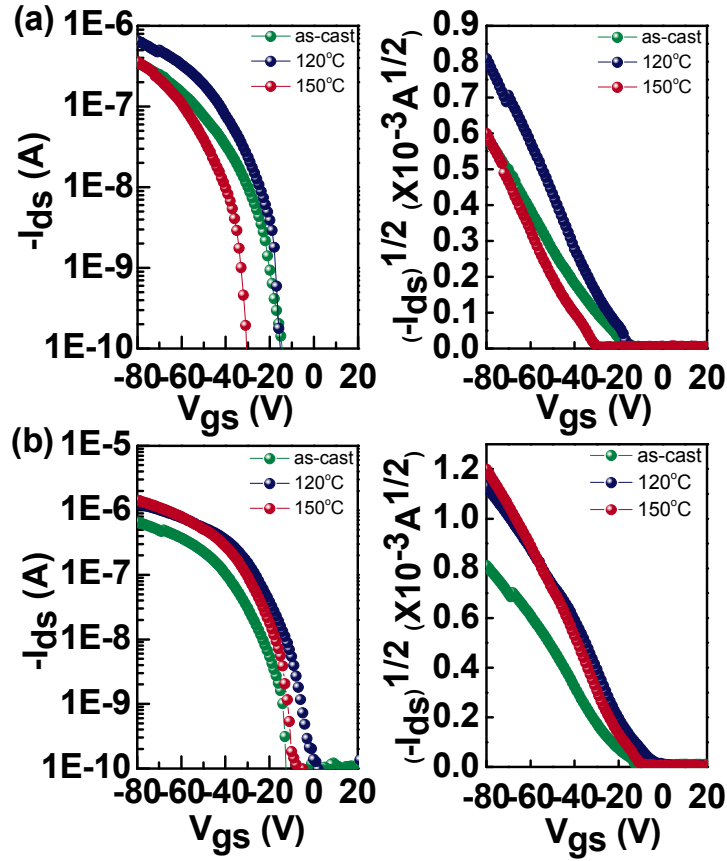 (a)
1E-6
1E-7
1E-8
1E-9
1E-10
-Ids (A)
as-cast
120°C
150°C
-80 -60 -40 -20 0 20
Vgs (V)
0.9
0.8
0.7
0.6
0.5
0.4
0.3
0.2
0.1
0.0
(-Ids)1/2 (X10-3A1/2)
as-cast
120°C
150°C
-80 -60 -40 -20 0 20
Vgs (V)
(b)
1E-5
1E-6
1E-7
1E-8
1E-9
1E-10
-Ids (A)
as-cast
120°C
150°C
-80 -60 -40 -20 0 20
Vgs (V)
1.2
1.0
0.8
0.6
0.4
0.2
0.0
(-Ids)1/2 (X10-3A1/2)
as-cast
120°C
150°C
-80 -60 -40 -20 0 20
Vgs (V)